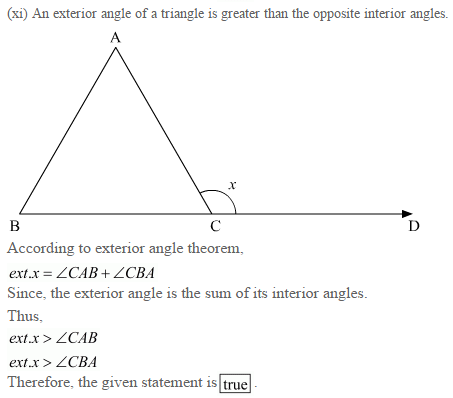 (xi) An exterior angle of a triangle is greater than the opposite interior angles.
A
x
B C D
According to exterior angle theorem,
ext.x = ∠CAB + ∠CBA
Since, the exterior angle is the sum of its interior angles.
Thus,
ext.x > ∠CAB
ext.x > ∠CBA
Therefore, the given statement is true .